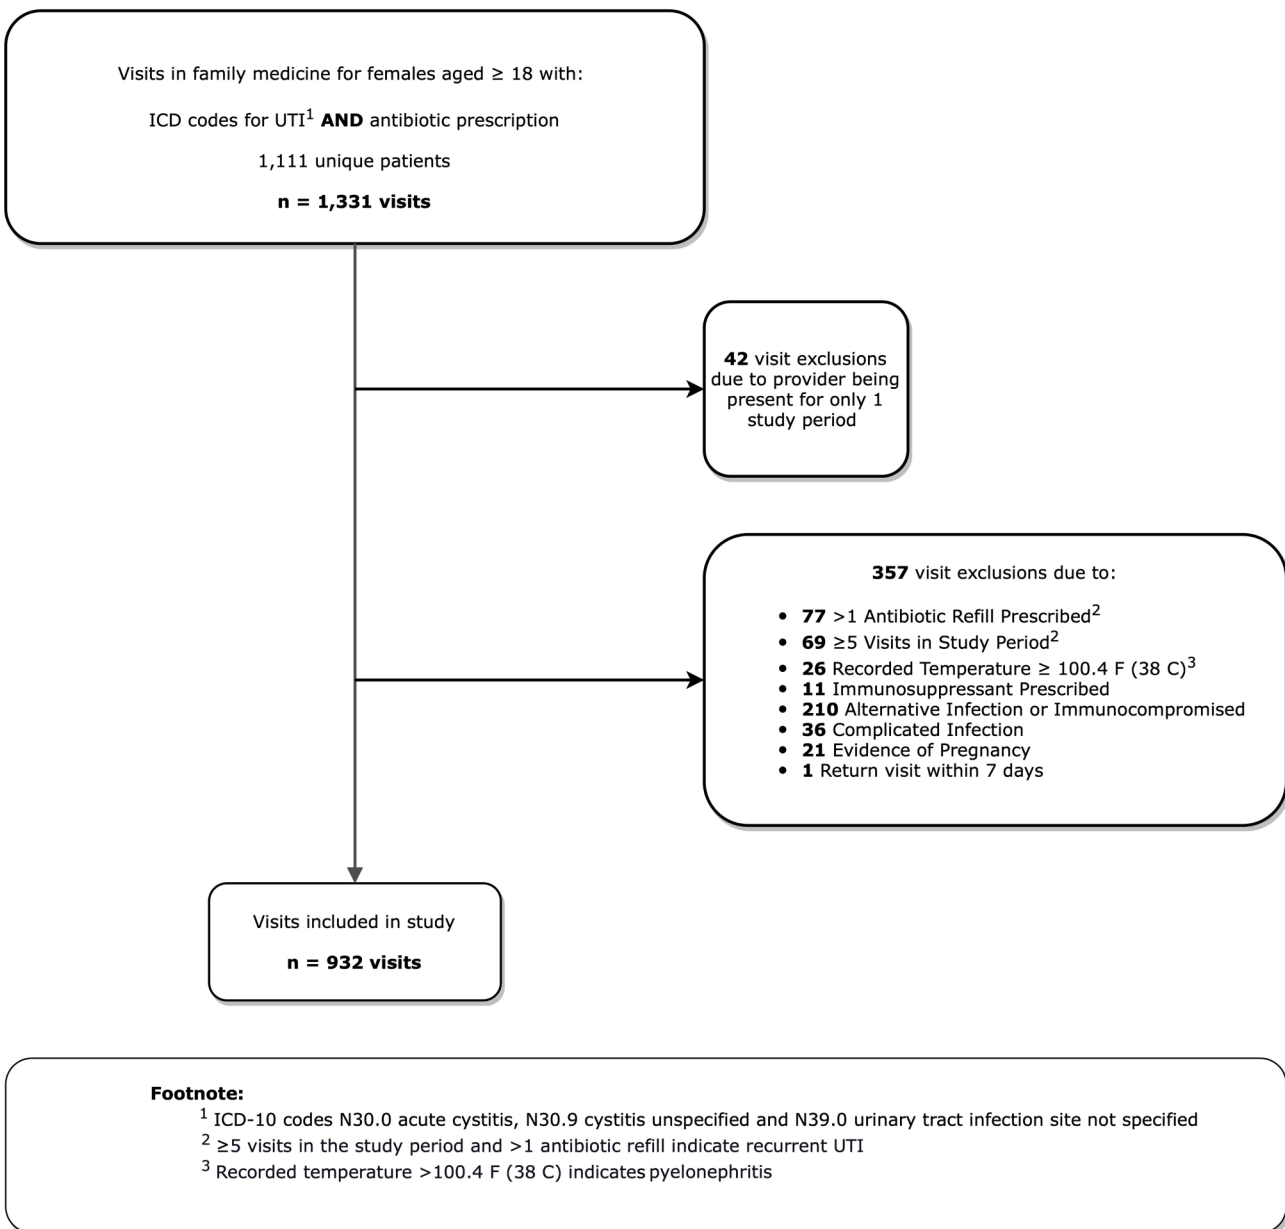 Visits in family medicine for females aged ≥ 18 with:
ICD codes for UTI1 AND antibiotic prescription
1,111 unique patients
n = 1,331 visits
42 visit exclusions
due to provider being
present for only 1
study period
357 visit exclusions due to:
• 77 >1 Antibiotic Refill Prescribed2
• 69 ≥5 Visits in Study Period2
• 26 Recorded Temperature ≥ 100.4 F (38 C)3
• 11 Immunosuppressant Prescribed
• 210 Alternative Infection or Immunocompromised
• 36 Complicated Infection
• 21 Evidence of Pregnancy
• 1 Return visit within 7 days
Visits included in study
n = 932 visits
Footnote:
1 ICD-10 codes N30.0 acute cystitis, N30.9 cystitis unspecified and N39.0 urinary tract infection site not specified
2 ≥5 visits in the study period and >1 antibiotic refill indicate recurrent UTI
3 Recorded temperature >100.4 F (38 C) indicates pyelonephritis